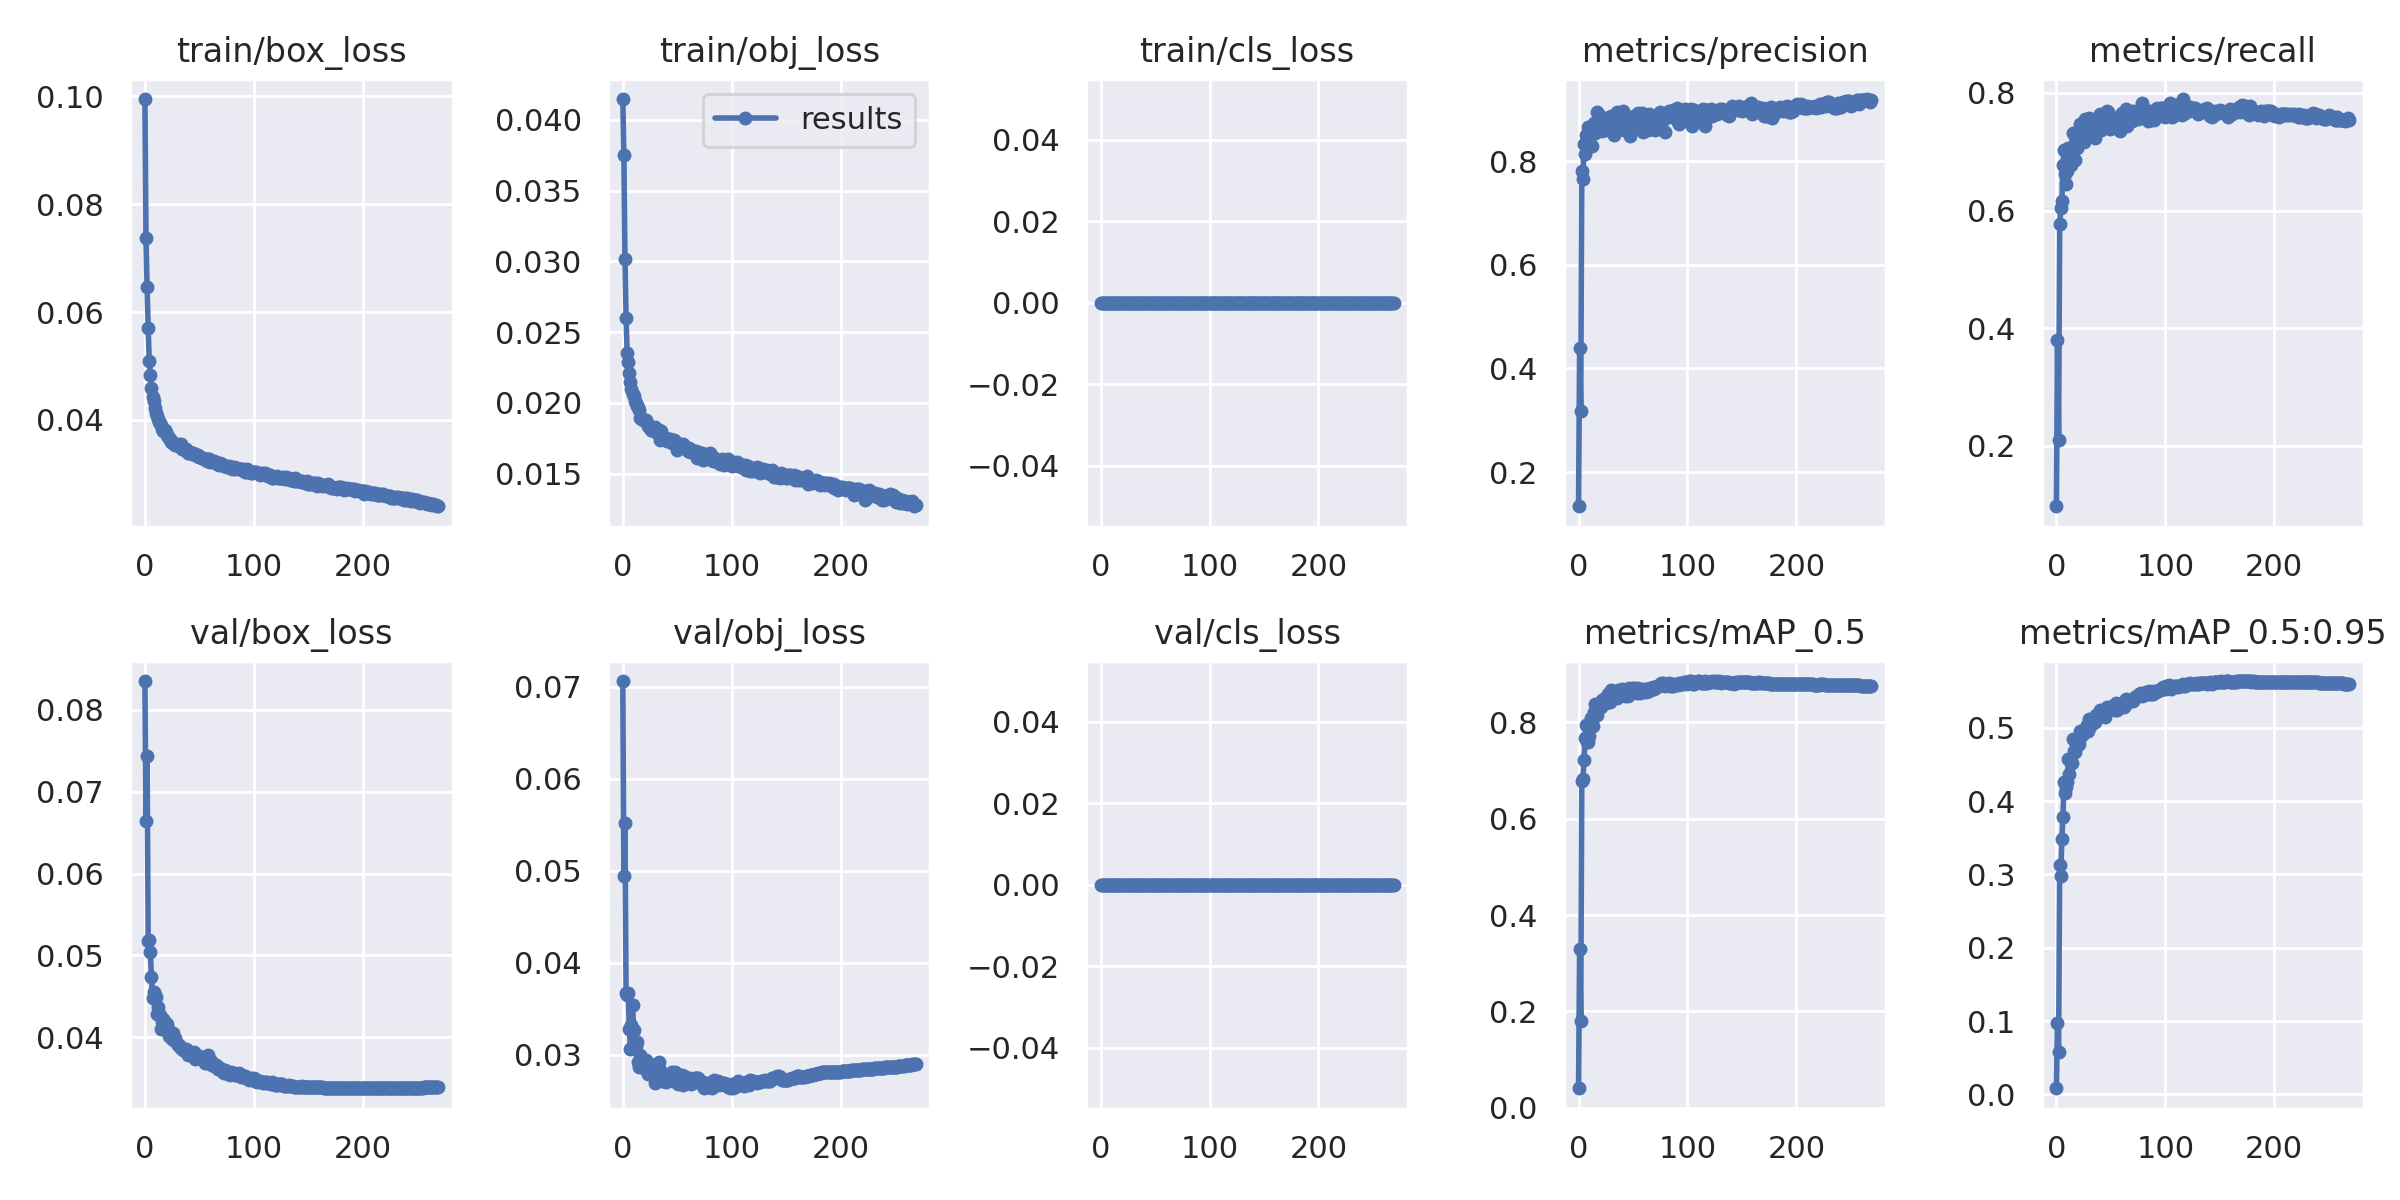 train/box_loss
0.10
0.08
0.06
0.04
0 100 200
train/obj_loss
results
0.040
0.035
0.030
0.025
0.020
0.015
0 100 200
train/cls_loss
0.04
0.02
0.00
−0.02
−0.04
0 100 200
metrics/precision
0.8
0.6
0.4
0.2
0 100 200
metrics/recall
0.8
0.6
0.4
0.2
0 100 200
val/box_loss
0.08
0.07
0.06
0.05
0.04
0 100 200
val/obj_loss
0.07
0.06
0.05
0.04
0.03
0 100 200
val/cls_loss
0.04
0.02
0.00
−0.02
−0.04
0 100 200
metrics/mAP_0.5
0.8
0.6
0.4
0.2
0.0
0 100 200
metrics/mAP_0.5:0.95
0.5
0.4
0.3
0.2
0.1
0.0
0 100 200